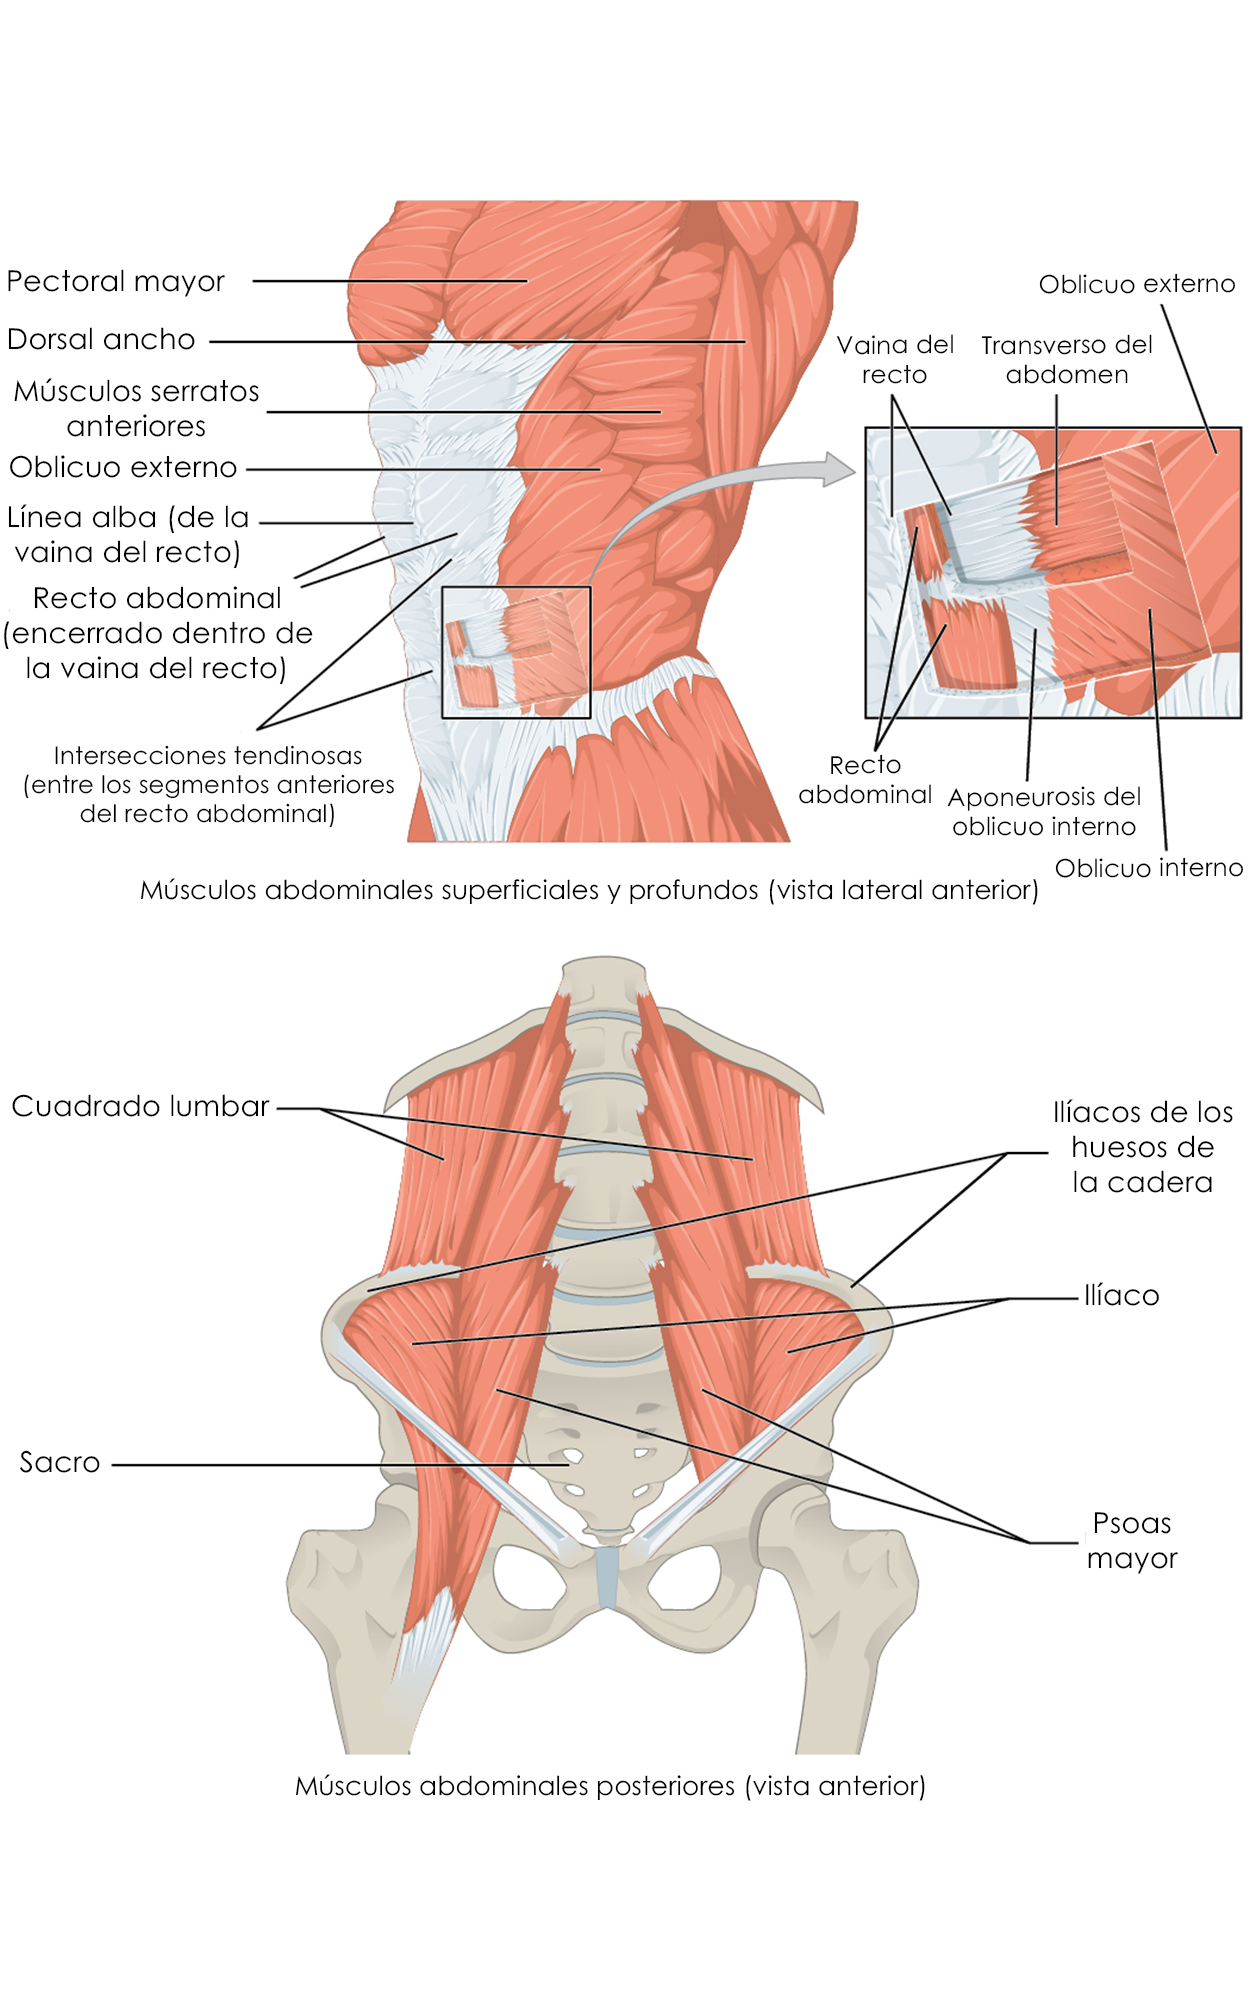 Pectoral mayor
Dorsal ancho
Músculos serratos
anteriores
Oblicuo externo
Línea alba (de la
vaina del recto)
Recto abdominal
(encerrado dentro de
la vaina del recto)
Intersecciones tendinosas
(entre los segmentos anteriores
del recto abdominal)
Oblicuo externo
Vaina del
recto
Transverso del
abdomen
Recto
abdominal
Aponeurosis del
oblicuo interno
Oblicuo interno
Músculos abdominales superficiales y profundos (vista lateral anterior)
Cuadrado lumbar
Ilíacos de los
huesos de
la cadera
Ilíaco
Sacro
Psoas
mayor
Músculos abdominales posteriores (vista anterior)